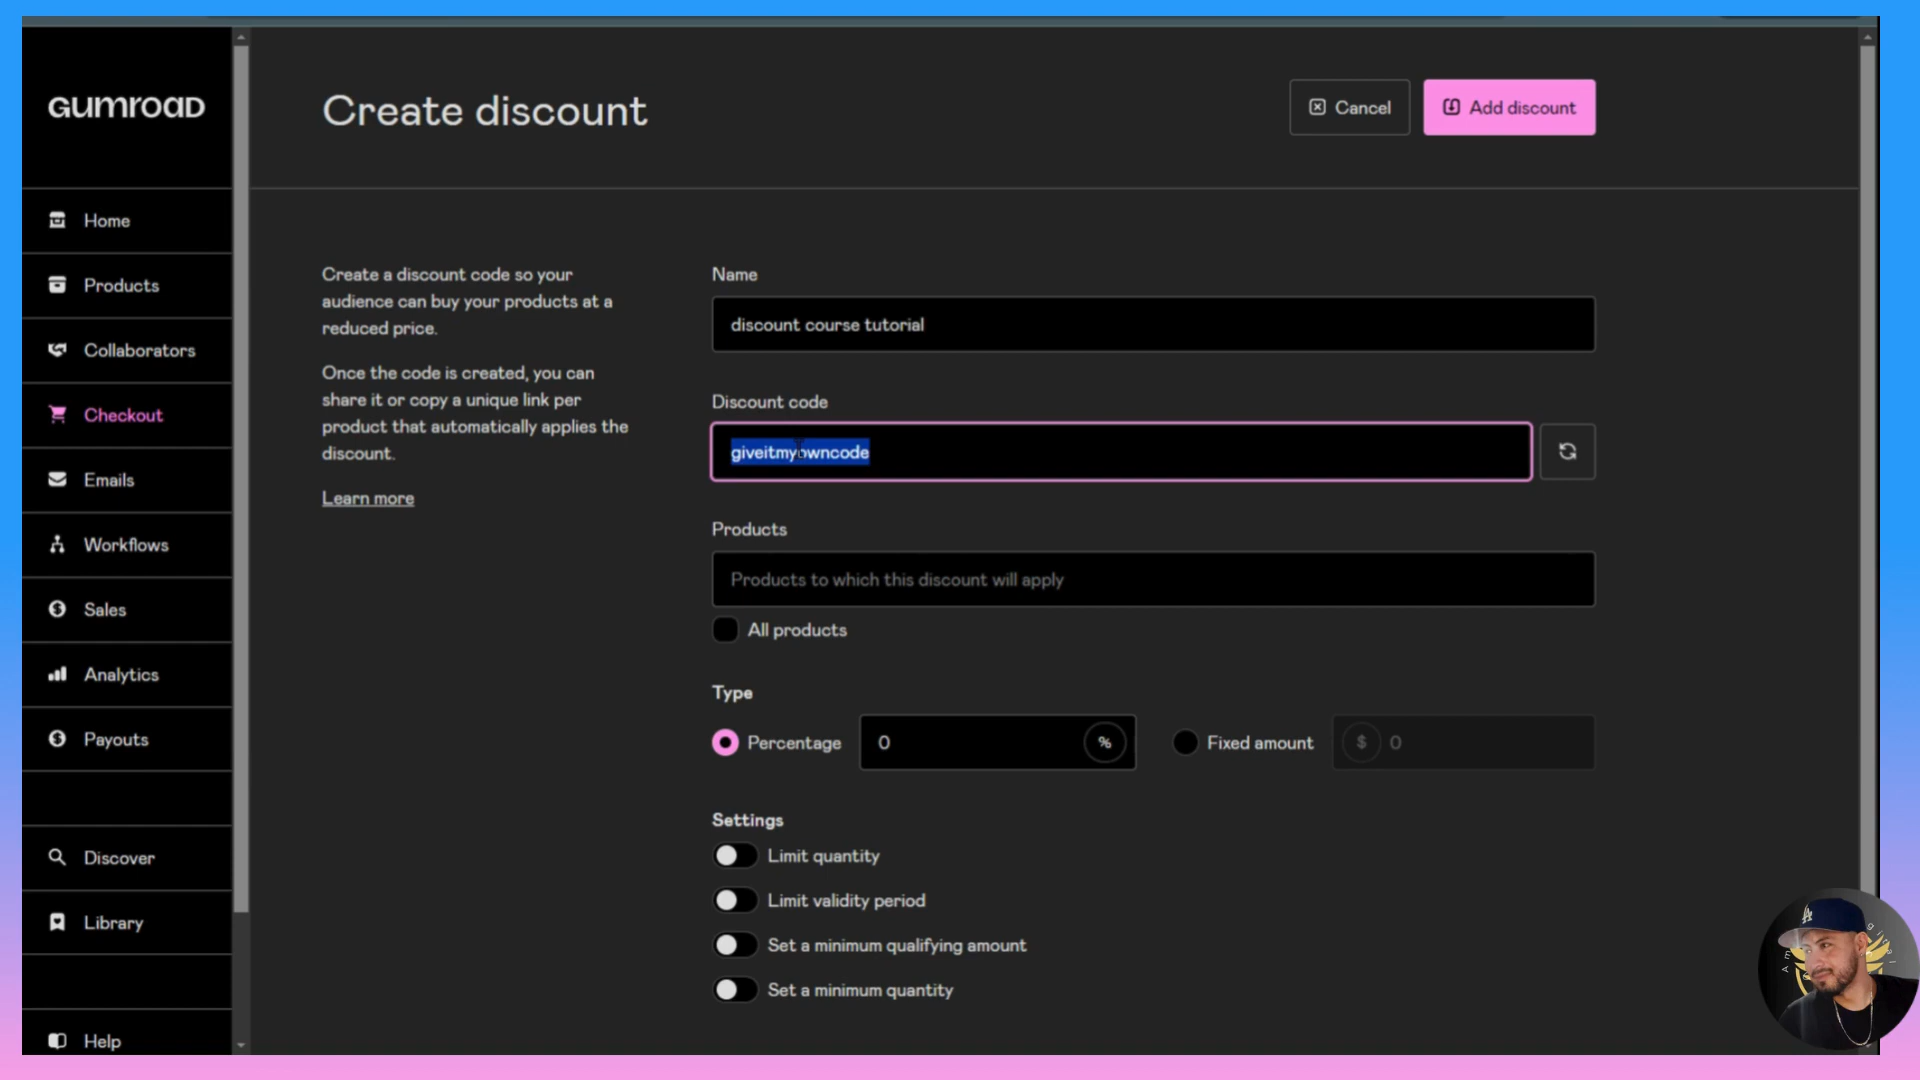 GUMROAD
Home
Products
Collaborators
Checkout
Emails
Workflows
Sales
Analytics
Payouts
Discover
Library
Help
Create discount
Cancel
Add discount
Create a discount code so your
audience can buy your products at a
reduced price.
Once the code is created, you can
share it or copy a unique link per
product that automatically applies the
discount.
Learn more
Name
discount course tutorial
Discount code
giveitmyowncode
Products
Products to which this discount will apply
All products
Type
Percentage
0
%
Fixed amount
$ 0
Settings
Limit quantity
Limit validity period
Set a minimum qualifying amount
Set a minimum quantity
LA